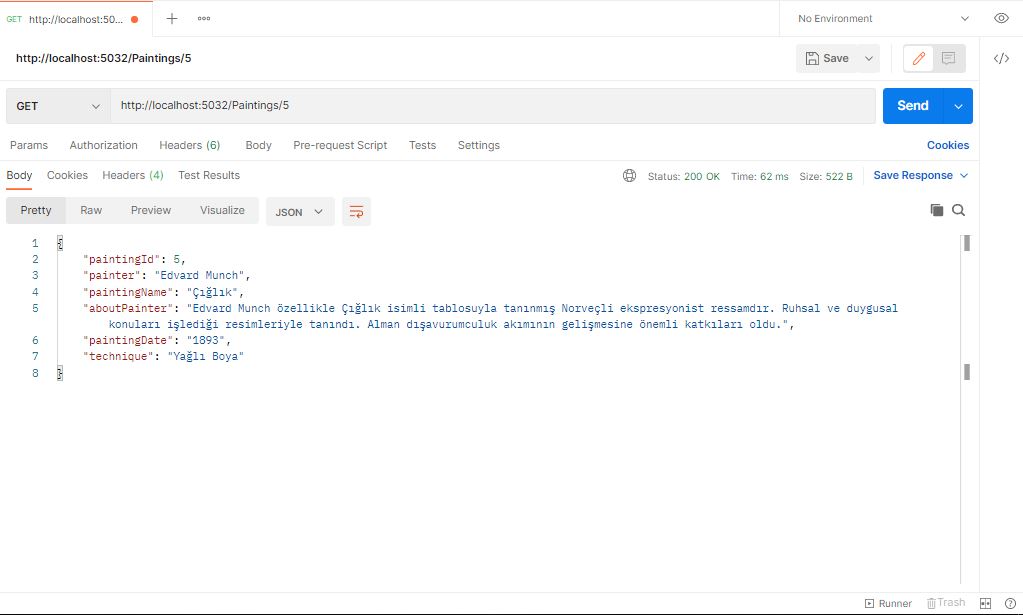 GET http://localhost:50...
No Environment
http://localhost:5032/Paintings/5
Save
GET http://localhost:5032/Paintings/5
Send
Params Authorization Headers (6) Body Pre-request Script Tests Settings Cookies
Body Cookies Headers (4) Test Results Status: 200 OK Time: 62 ms Size: 522 B Save Response
Pretty Raw Preview Visualize JSON
1 {
2 "paintingId": 5,
3 "painter": "Edvard Munch",
4 "paintingName": "Çığlık",
5 "aboutPainter": "Edvard Munch özellikle Çığlık isimli tablosuyla tanınmış Norveçli ekspresyonist ressamdır. Ruhsal ve duygusal
konuları işlediği resimleriyle tanındı. Alman dışavurumculuk akımının gelişmesine önemli katkıları oldu.",
6 "paintingDate": "1893",
7 "technique": "Yağlı Boya"
8 }
Runner Trash